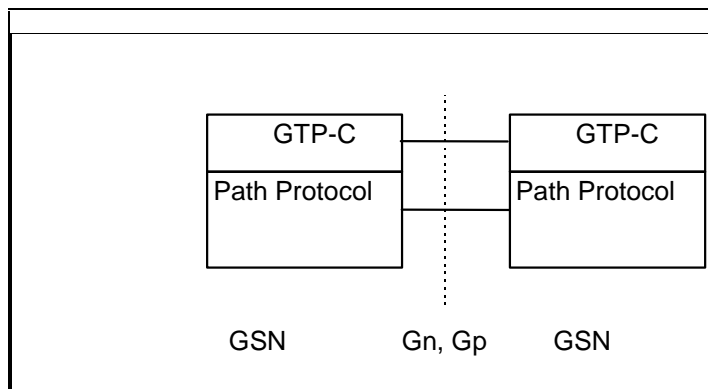 GTP-C GTP-C
Path Protocol Path Protocol
GSN Gn, Gp GSN